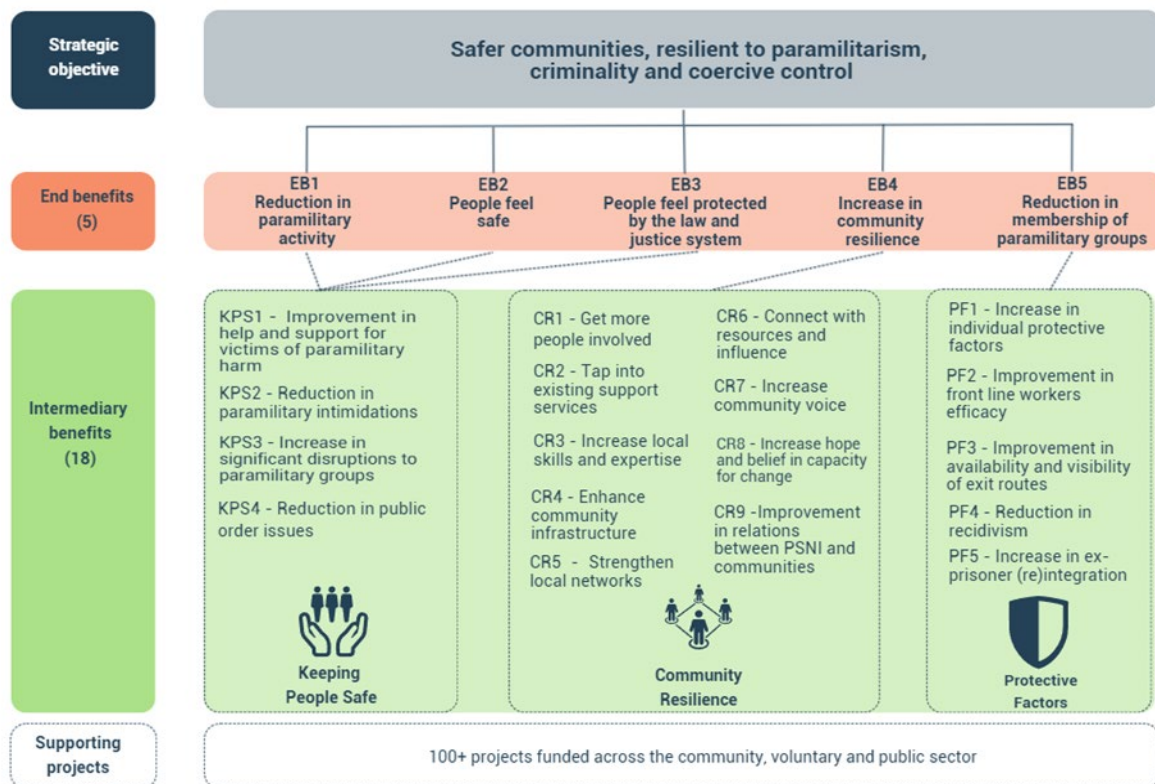 Strategic
objective
Safer communities, resilient to paramilitarism,
criminality and coercive control
End benefits
(5)
EB1
Reduction in
paramilitary
activity
EB2
People feel
safe
EB3
People feel protected
by the law and
justice system
EB4
Increase in
community
resilience
EB5
Reduction in
membership of
paramilitary groups
Intermediary
benefits
(18)
KPS1 - Improvement in
help and support for
victims of paramilitary
harm
KPS2 - Reduction in
paramilitary intimidations
KPS3 - Increase in
significant disruptions to
paramilitary groups
KPS4 - Reduction in public
order issues
Keeping
People Safe
CR1 - Get more
people involved
CR2 - Tap into
existing support
services
CR3 - Increase local
skills and expertise
CR4 - Enhance
community
infrastructure
CR5 - Strengthen
local networks
CR6 - Connect with
resources and
influence
CR7 - Increase
community voice
CR8 - Increase hope
and belief in capacity
for change
CR9 -Improvement
in relations
between PSNI and
communities
Community
Resilience
PF1 - Increase in
individual protective
factors
PF2 - Improvement in
front line workers
efficacy
PF3 - Improvement in
availability and visibility
of exit routes
PF4 - Reduction in
recidivism
PF5 - Increase in ex-
prisoner (re)integration
Protective
Factors
Supporting
projects
100+ projects funded across the community, voluntary and public sector